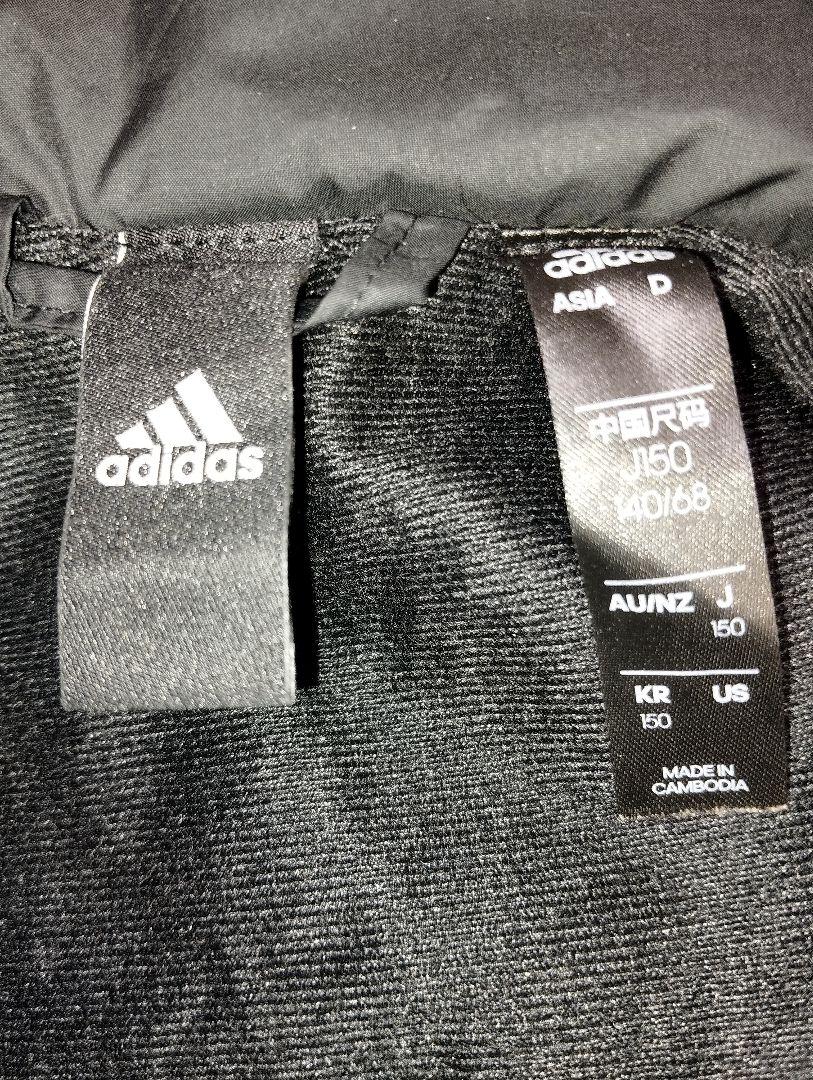 adidas
adidas
ASIA D
中国尺码
J150
140/68
AU/NZ J
150
KR US
150
MADE IN
CAMBODIA